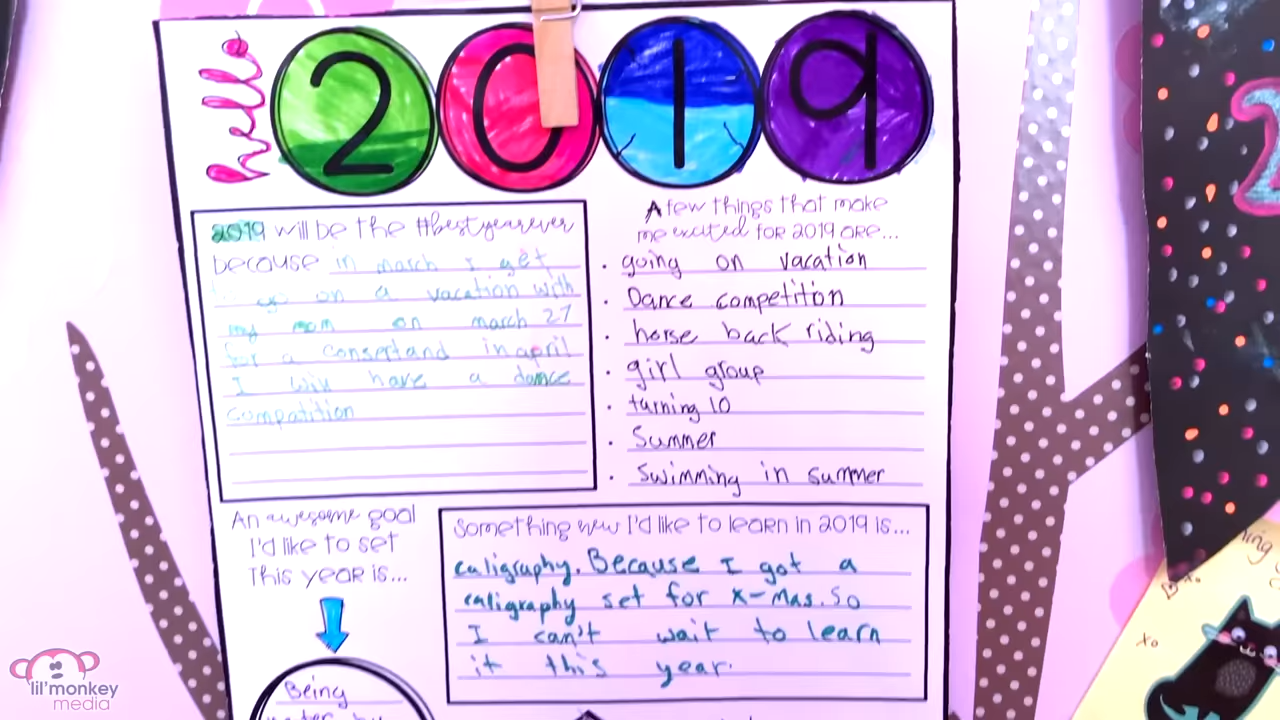 hello 2019
2019 will be the #bestyearever
because in march I get
to go on a vacation with
my mom on march 27
for a consertand in april
I will have a dance
compatition
A few things that make
me excited for 2019 are...
• going on vacation
• Dance competition
• horse back riding
• girl group
• turning 10
• Summer
• Swimming in summer
An awesome goal
I'd like to set
This year is...
Being
Something new I'd like to learn in 2019 is...
caligraphy. Because I got a
caligraphy set for X-Mas. So
I can't wait to learn
it this year.
xo
lil'monkey
media